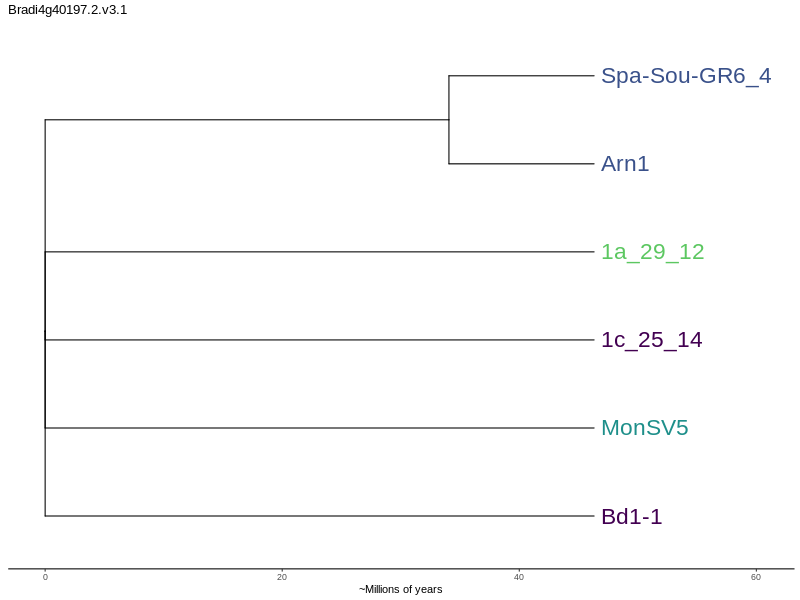 Bradi4g40197.2.v3.1
Spa-Sou-GR6_4
Arn1
1a_29_12
1c_25_14
MonSV5
Bd1-1
0 20 40 60
~Millions of years